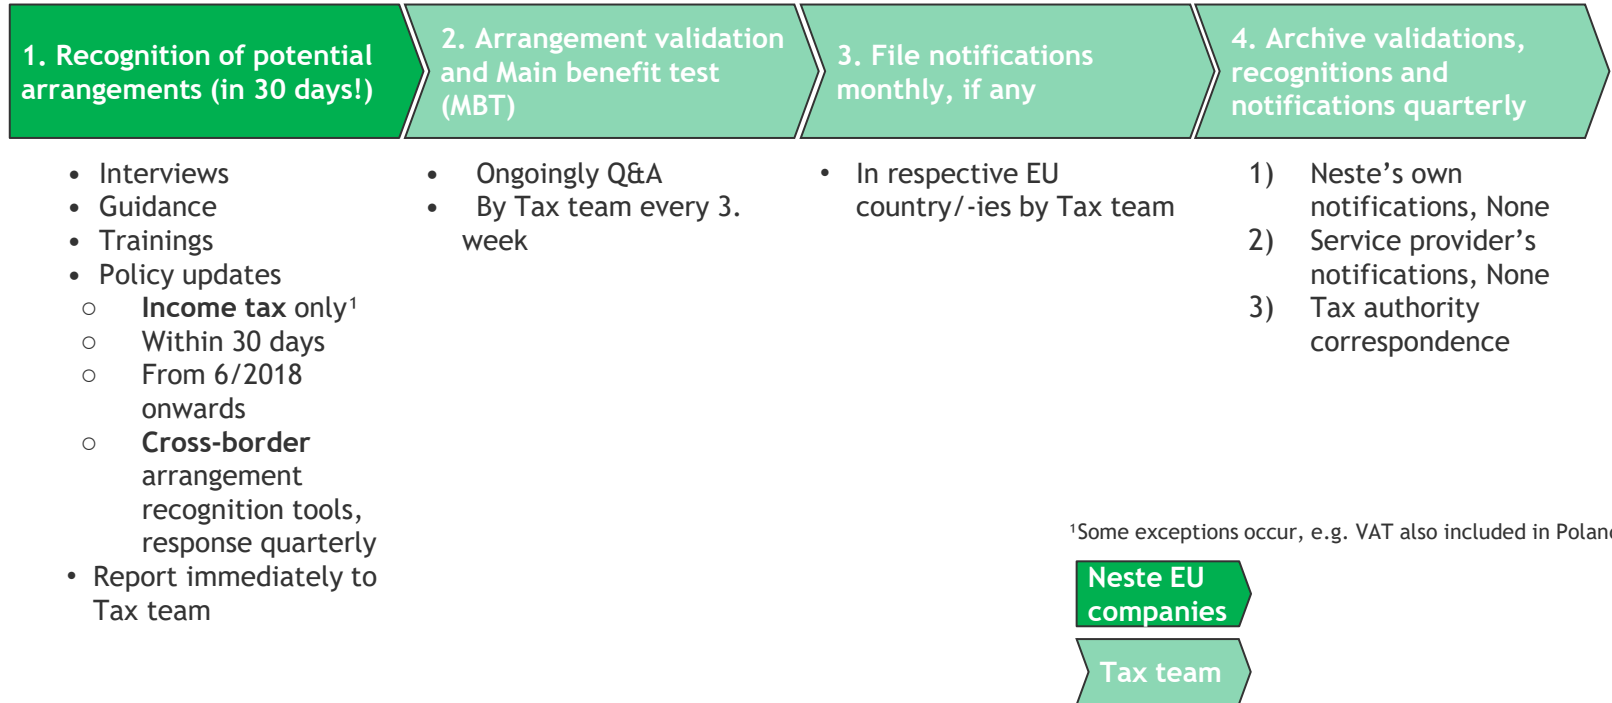 1. Recognition of potential
arrangements (in 30 days!)
2. Arrangement validation
and Main benefit test
(MBT)
3. File notifications
monthly, if any
4. Archive validations,
recognitions and
notifications quarterly
• Interviews
• Guidance
• Trainings
• Policy updates
○ Income tax only¹
○ Within 30 days
○ From 6/2018
onwards
○ Cross-border
arrangement
recognition tools,
response quarterly
• Report immediately to
Tax team
• Ongoingly Q&A
• By Tax team every 3.
week
• In respective EU
country/-ies by Tax team
1) Neste’s own
notifications, None
2) Service provider’s
notifications, None
3) Tax authority
correspondence
¹Some exceptions occur, e.g. VAT also included in Poland
Neste EU
companies
Tax team